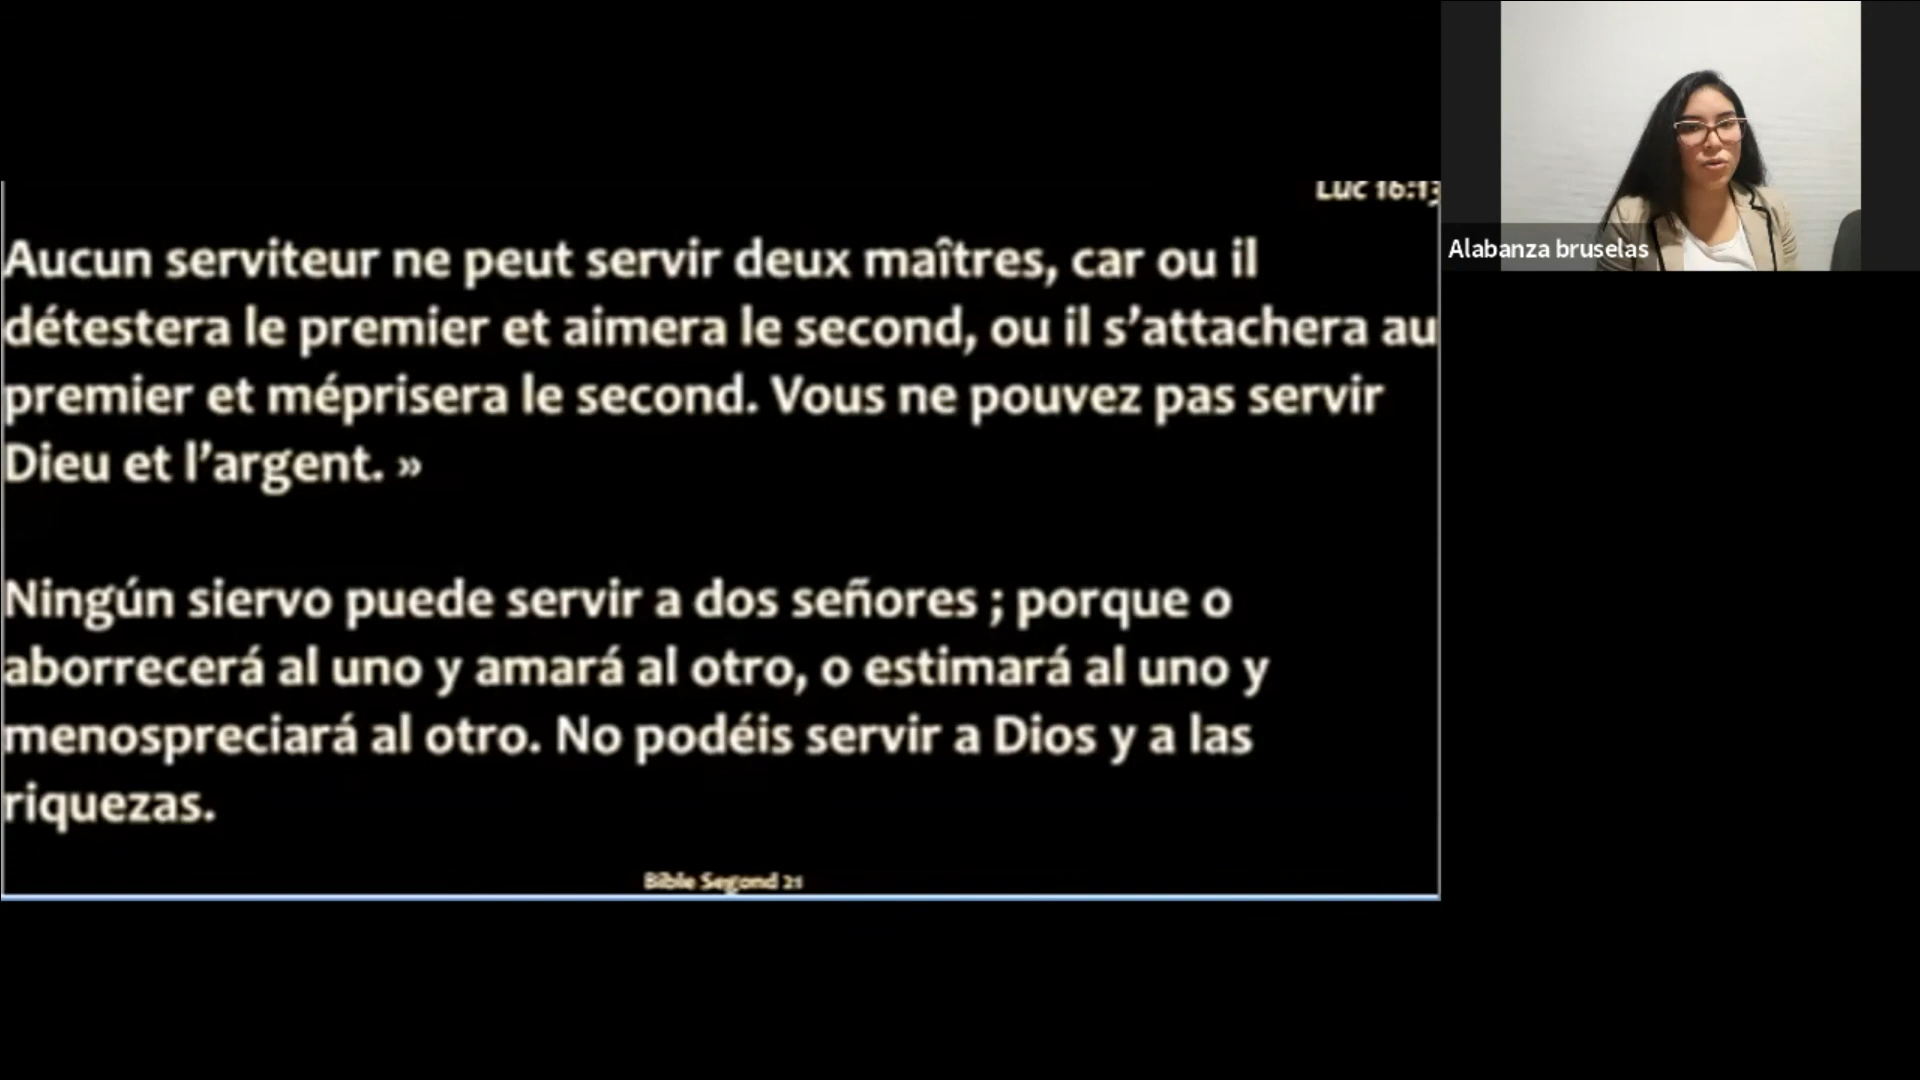 Luc 16:13
Aucun serviteur ne peut servir deux maîtres, car ou il
détestera le premier et aimera le second, ou il s’attachera au
premier et méprisera le second. Vous ne pouvez pas servir
Dieu et l’argent. »
Ningún siervo puede servir a dos señores ; porque o
aborrecerá al uno y amará al otro, o estimará al uno y
menospreciará al otro. No podéis servir a Dios y a las
riquezas.
Bible Segond 21
Alabanza bruselas